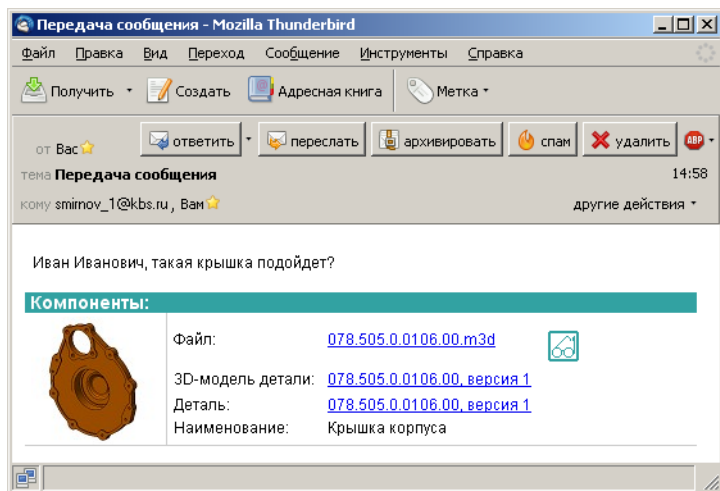 Передача сообщения - Mozilla Thunderbird
Файл Правка Вид Переход Сообщение Инструменты Справка
Получить Создать Адресная книга Метка
от Вас ответить переслать архивировать спам удалить ABP
тема Передача сообщения 14:58
кому smirnov_1@kbs.ru, Вам другие действия
Иван Иванович, такая крышка подойдет?
Компоненты:
Файл: 078.505.0.0106.00.m3d
3D-модель детали: 078.505.0.0106.00, версия 1
Деталь: 078.505.0.0106.00, версия 1
Наименование: Крышка корпуса